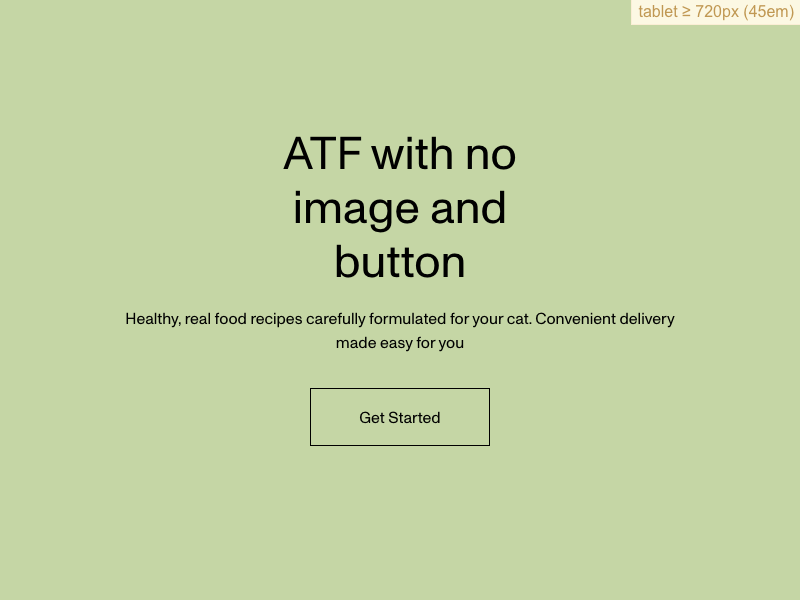 tablet ≥ 720px (45em)
ATF with no
image and
button
Healthy, real food recipes carefully formulated for your cat. Convenient delivery
made easy for you
Get Started